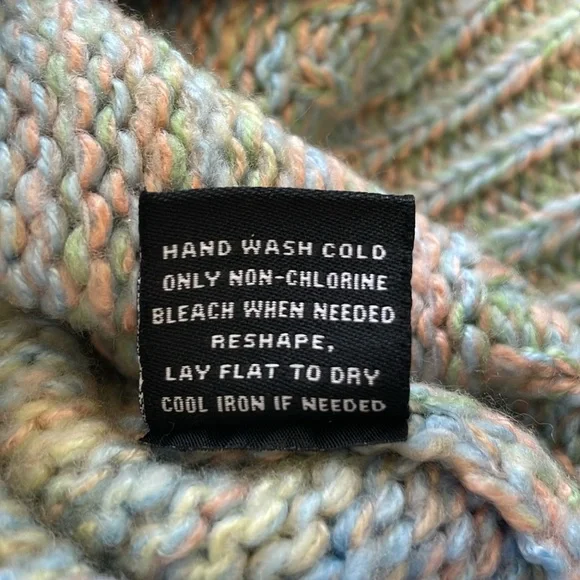 HAND WASH COLD
ONLY NON-CHLORINE
BLEACH WHEN NEEDED
RESHAPE,
LAY FLAT TO DRY
COOL IRON IF NEEDED